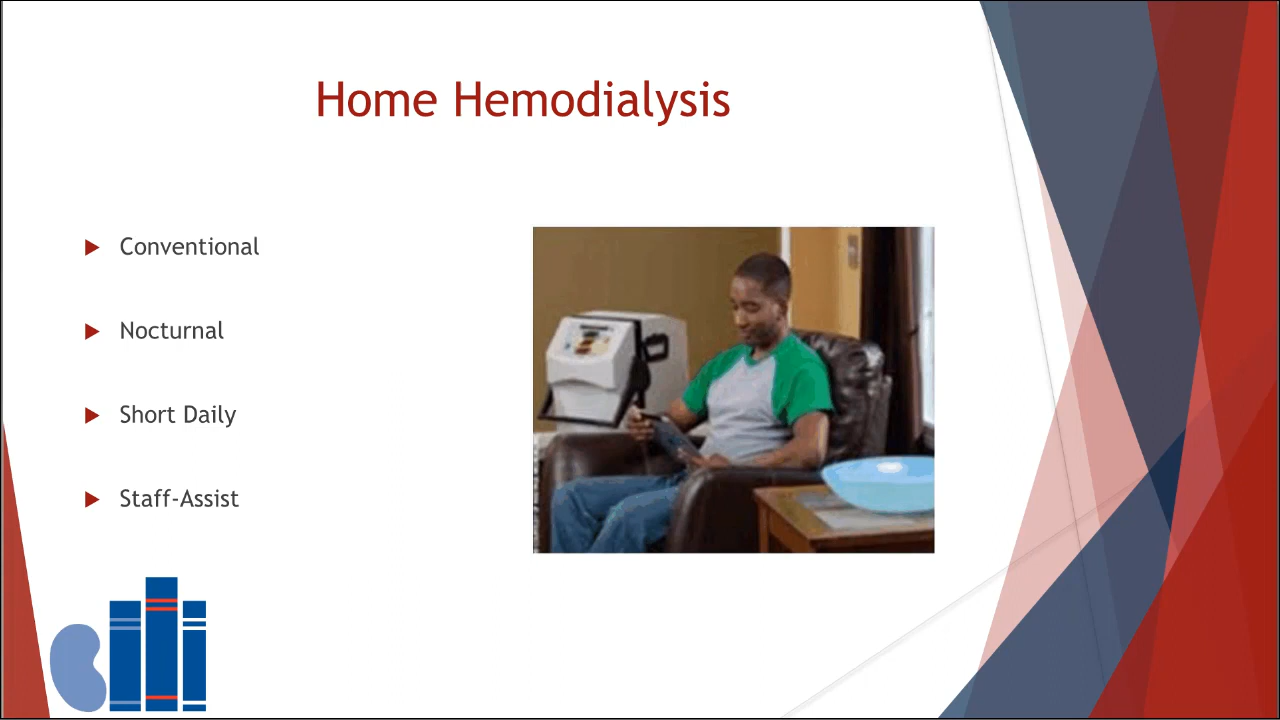 Home Hemodialysis
Conventional
Nocturnal
Short Daily
Staff-Assist